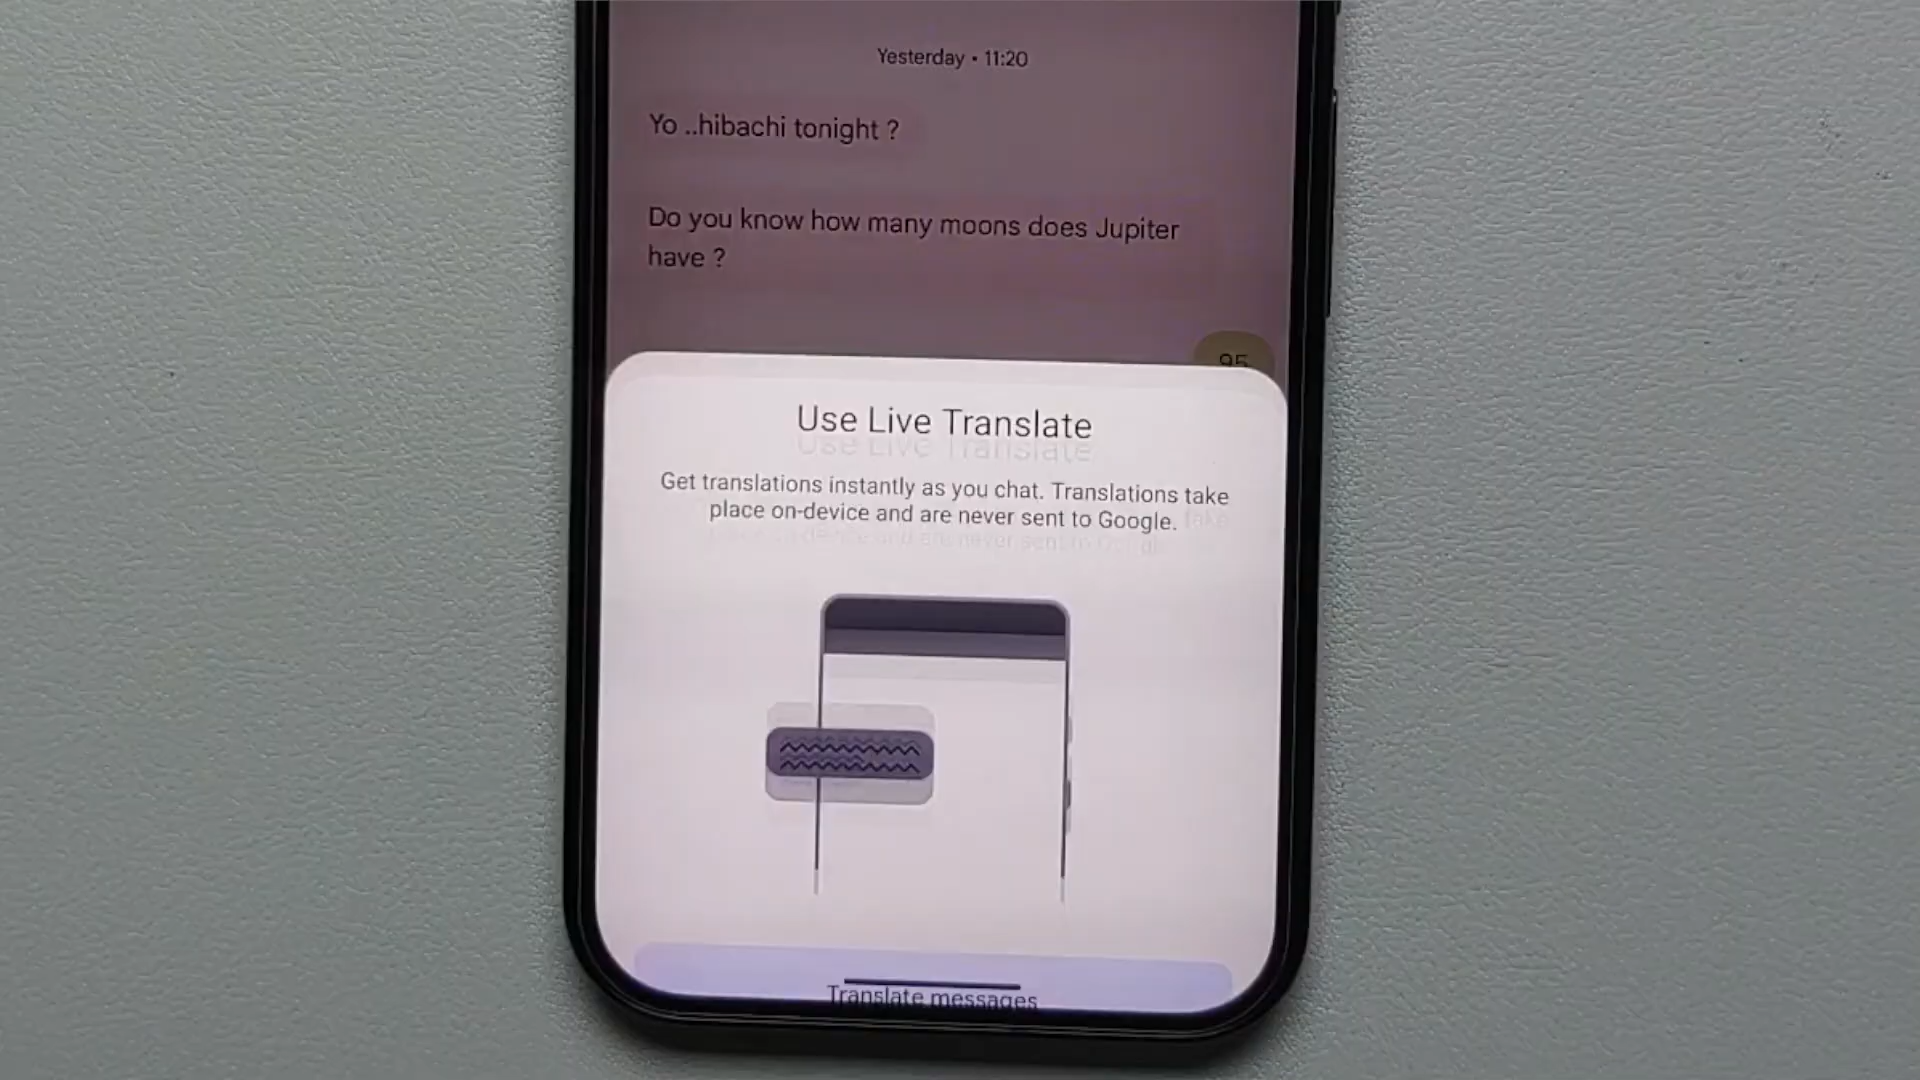 Yesterday • 11:20
Yo ..hibachi tonight ?
Do you know how many moons does Jupiter
have ?
95
Use Live Translate
Get translations instantly as you chat. Translations take
place on-device and are never sent to Google.
Translate messages